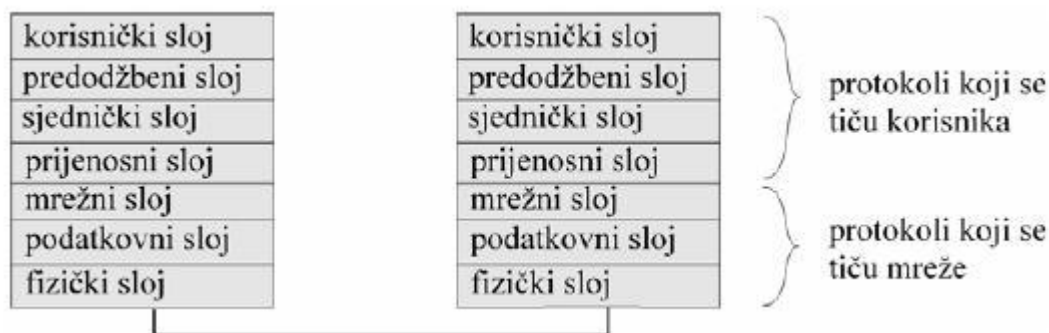 korisnički sloj
predodžbeni sloj
sjednički sloj
prijenosni sloj
mrežni sloj
podatkovni sloj
fizički sloj
korisnički sloj
predodžbeni sloj
sjednički sloj
prijenosni sloj
mrežni sloj
podatkovni sloj
fizički sloj
protokoli koji se
tiču korisnika
protokoli koji se
tiču mreže